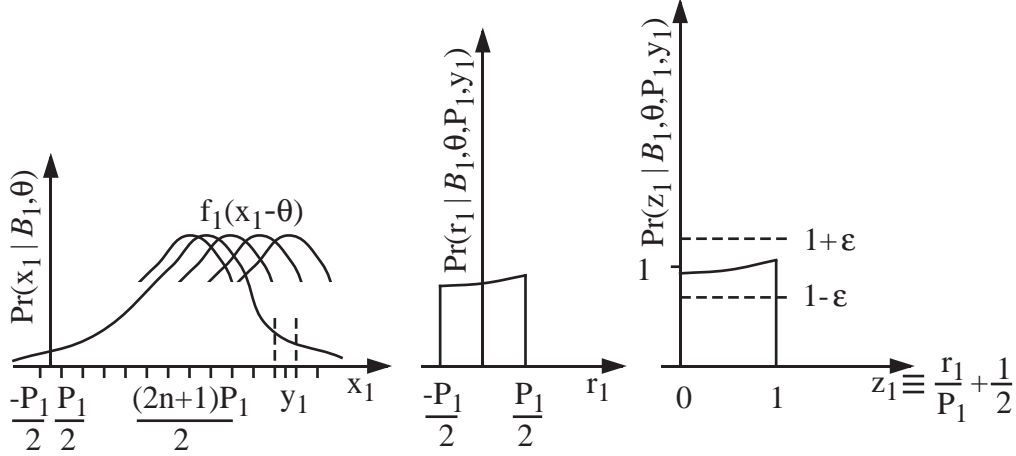 Pr(x₁ | B₁,θ)
f₁(x₁-θ)
-P₁/2 P₁/2 (2n+1)P₁/2 y₁ x₁
Pr(r₁ | B₁,θ,P₁,y₁)
-P₁/2 P₁/2 r₁
Pr(z₁ | B₁,θ,P₁,y₁)
1+ε
1
1-ε
0 1 z₁ ≡ r₁/P₁ + 1/2